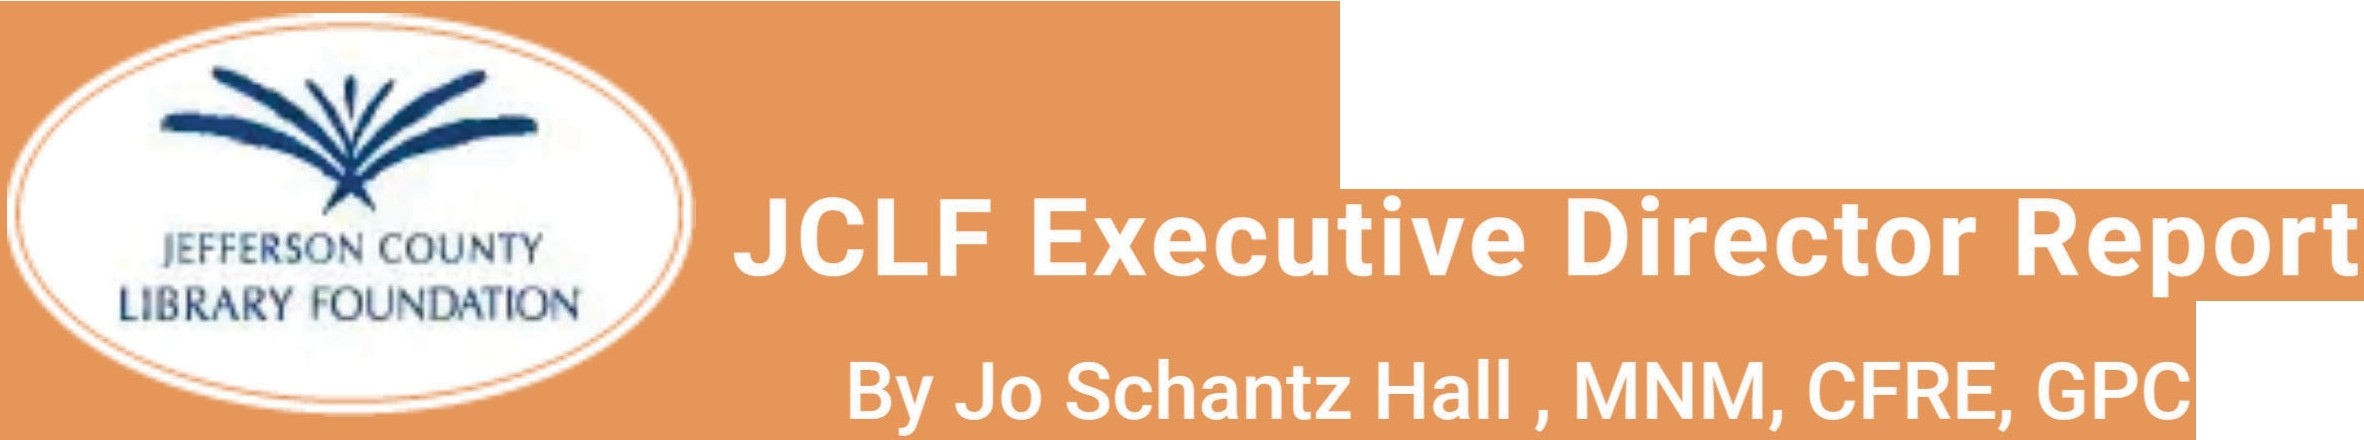 JEFFERSON COUNTY
LIBRARY FOUNDATION
JCLF Executive Director Report
By Jo Schantz Hall , MNM, CFRE, GPC